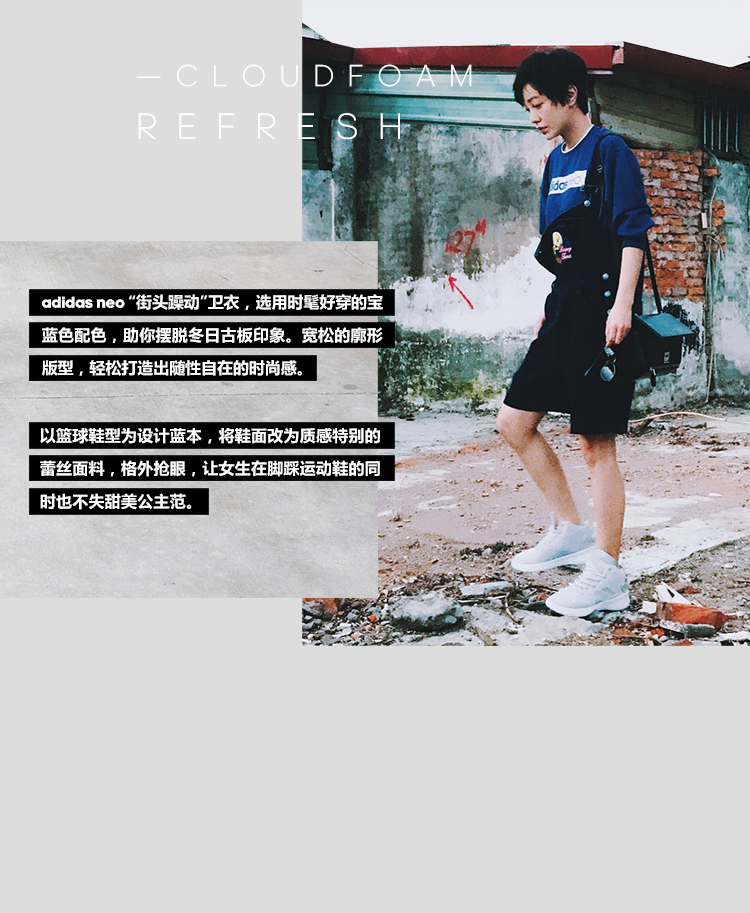 —CLOUDFOAM
REFRESH
adidas neo “街头躁动”卫衣，选用时髦好穿的宝
蓝色配色，助你摆脱冬日古板印象。宽松的廓形
版型，轻松打造出随性自在的时尚感。
以篮球鞋型为设计蓝本，将鞋面改为质感特别的
蕾丝面料，格外抢眼，让女生在脚踩运动鞋的同
时也不失甜美公主范。
127